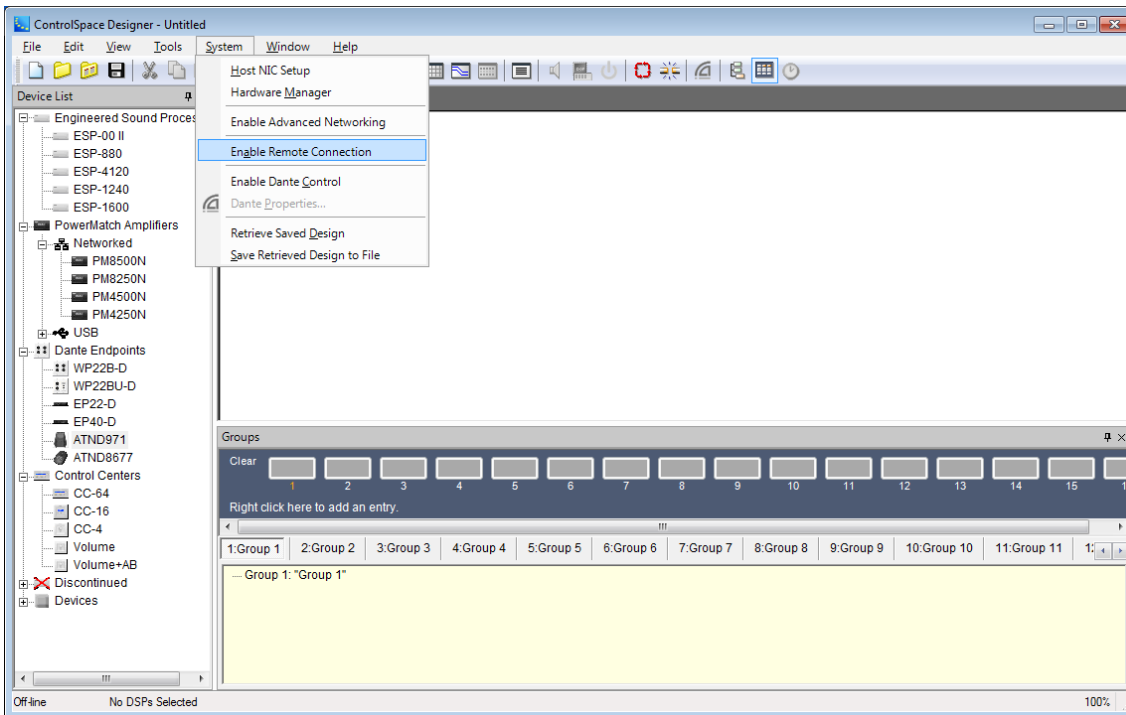 ControlSpace Designer - Untitled
File Edit View Tools System Window Help
Host NIC Setup
Hardware Manager
Enable Advanced Networking
Enable Remote Connection
Enable Dante Control
Dante Properties...
Retrieve Saved Design
Save Retrieved Design to File
Device List
Engineered Sound Proces
ESP-00 II
ESP-880
ESP-4120
ESP-1240
ESP-1600
PowerMatch Amplifiers
Networked
PM8500N
PM8250N
PM4500N
PM4250N
USB
Dante Endpoints
WP22B-D
WP22BU-D
EP22-D
EP40-D
ATND971
ATND8677
Control Centers
CC-64
CC-16
CC-4
Volume
Volume+AB
Discontinued
Devices
Groups
Clear
1 2 3 4 5 6 7 8 9 10 11 12 13 14 15 1
Right click here to add an entry.
1:Group 1 2:Group 2 3:Group 3 4:Group 4 5:Group 5 6:Group 6 7:Group 7 8:Group 8 9:Group 9 10:Group 10 11:Group 11 1
Group 1: "Group 1"
Off-line No DSPs Selected 100%